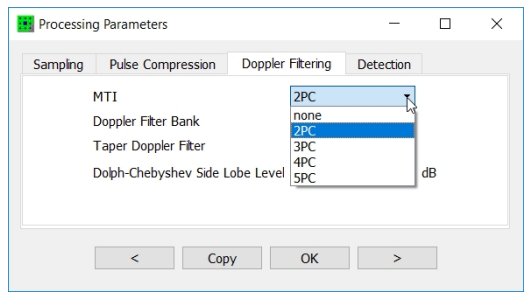 Processing Parameters
Sampling Pulse Compression Doppler Filtering Detection
MTI 2PC
none
Doppler Filter Bank 2PC
Taper Doppler Filter 3PC
4PC
Dolph-Chebyshev Side Lobe Level 5PC dB
< Copy OK >